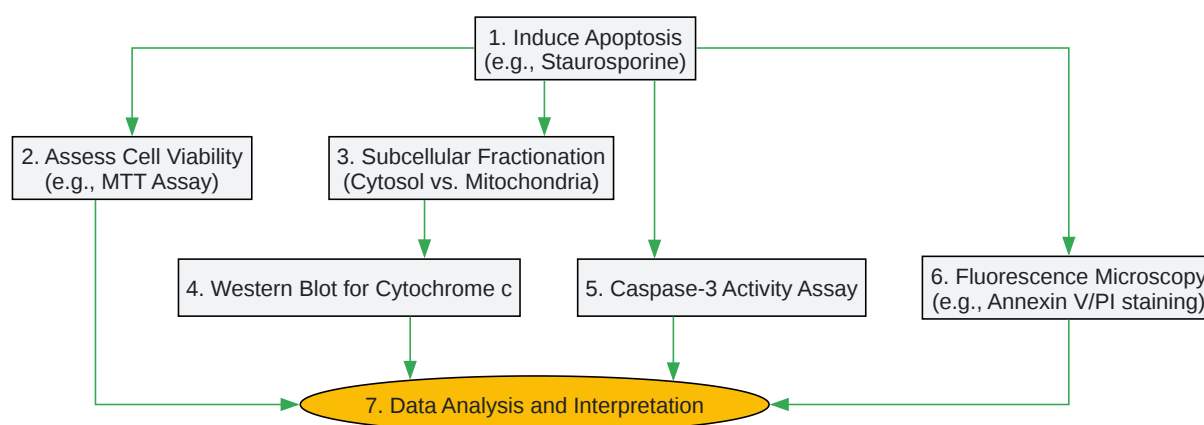 1. Induce Apoptosis
(e.g., Staurosporine)
2. Assess Cell Viability
(e.g., MTT Assay)
3. Subcellular Fractionation
(Cytosol vs. Mitochondria)
4. Western Blot for Cytochrome c
5. Caspase-3 Activity Assay
6. Fluorescence Microscopy
(e.g., Annexin V/PI staining)
7. Data Analysis and Interpretation